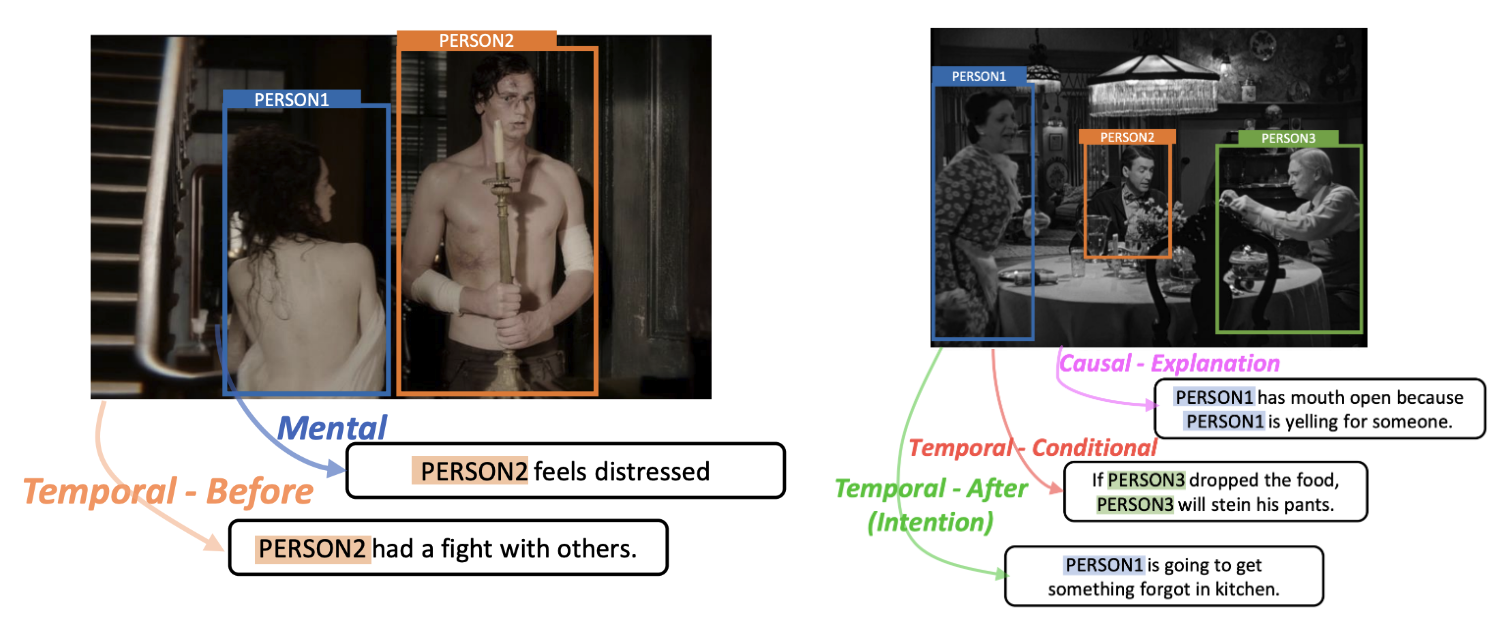 PERSON1
PERSON2
Mental
PERSON2 feels distressed
Temporal - Before
PERSON2 had a fight with others.
PERSON1
PERSON2
PERSON3
Causal - Explanation
PERSON1 has mouth open because
PERSON1 is yelling for someone.
Temporal - Conditional
If PERSON3 dropped the food,
PERSON3 will stein his pants.
Temporal - After
(Intention)
PERSON1 is going to get
something forgot in kitchen.